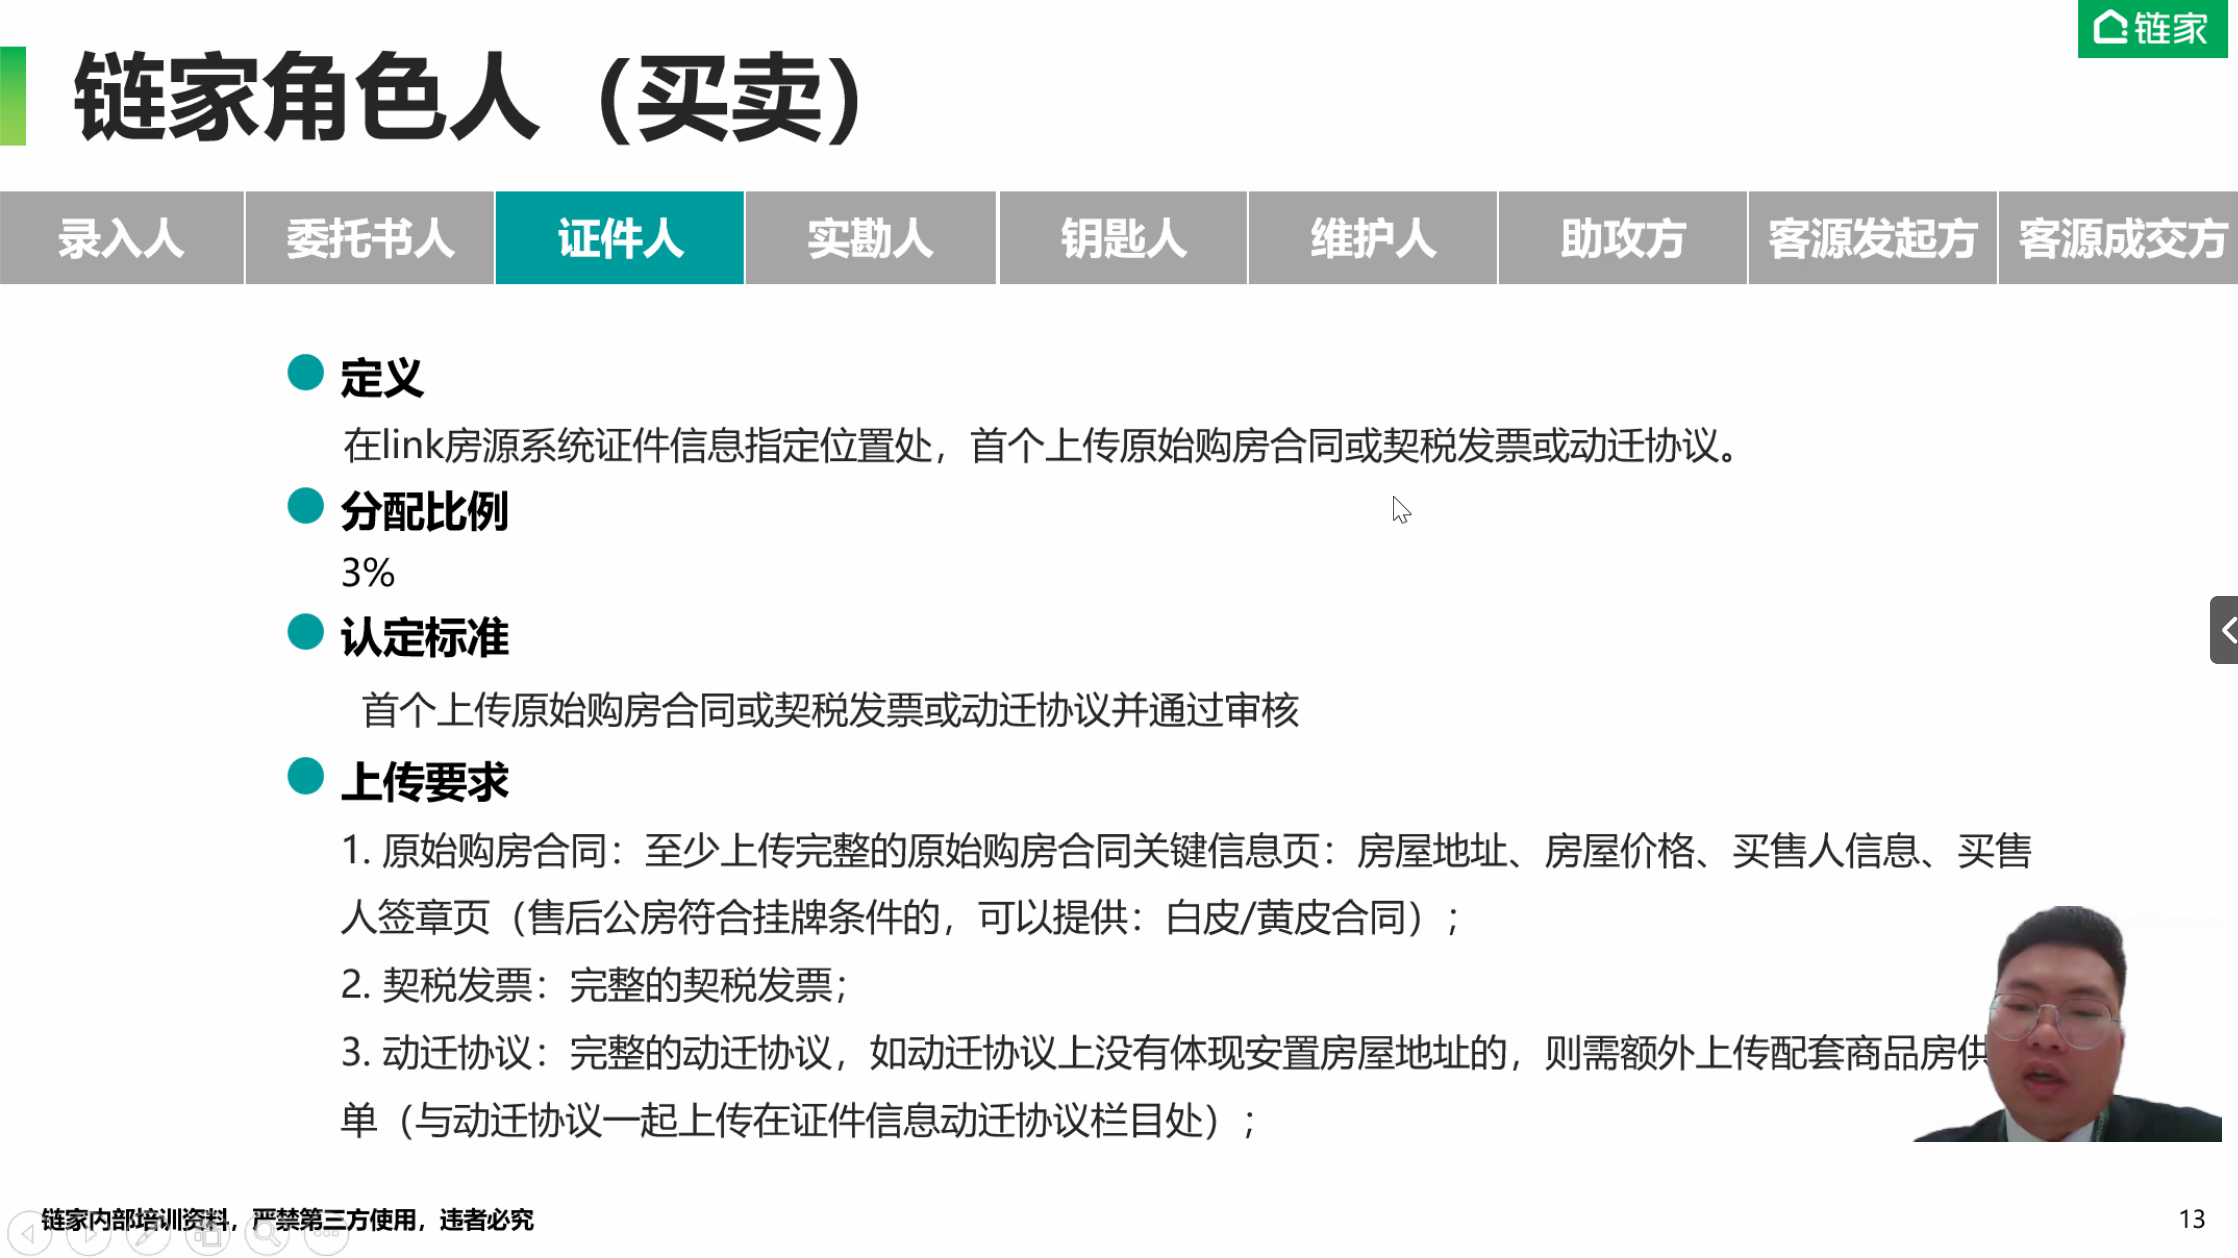 链家
链家角色人（买卖）
录入人 委托书人 证件人 实勘人 钥匙人 维护人 助攻方 客源发起方 客源成交方
定义
在link房源系统证件信息指定位置处，首个上传原始购房合同或契税发票或动迁协议。
分配比例
3%
认定标准
首个上传原始购房合同或契税发票或动迁协议并通过审核
上传要求
1. 原始购房合同：至少上传完整的原始购房合同关键信息页：房屋地址、房屋价格、买售人信息、买售
人签章页（售后公房符合挂牌条件的，可以提供：白皮/黄皮合同）；
2. 契税发票：完整的契税发票；
3. 动迁协议：完整的动迁协议，如动迁协议上没有体现安置房屋地址的，则需额外上传配套商品房供
单（与动迁协议一起上传在证件信息动迁协议栏目处）；
链家内部培训资料，严禁第三方使用，违者必究
13